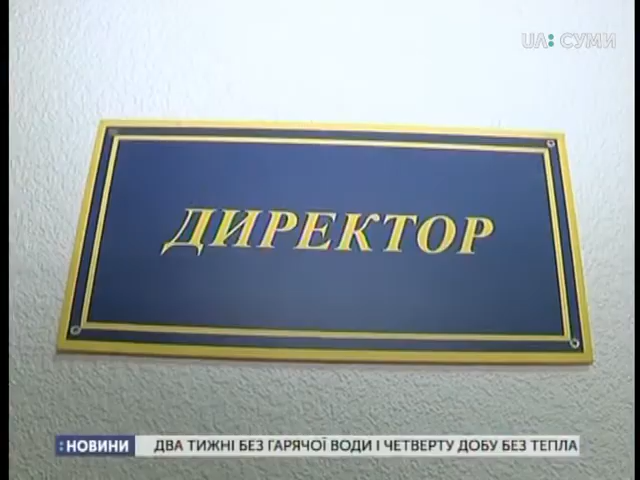 UA: СУМИ
ДИРЕКТОР
:НОВИНИ
ДВА ТИЖНІ БЕЗ ГАРЯЧОЇ ВОДИ І ЧЕТВЕРТУ ДОБУ БЕЗ ТЕПЛА